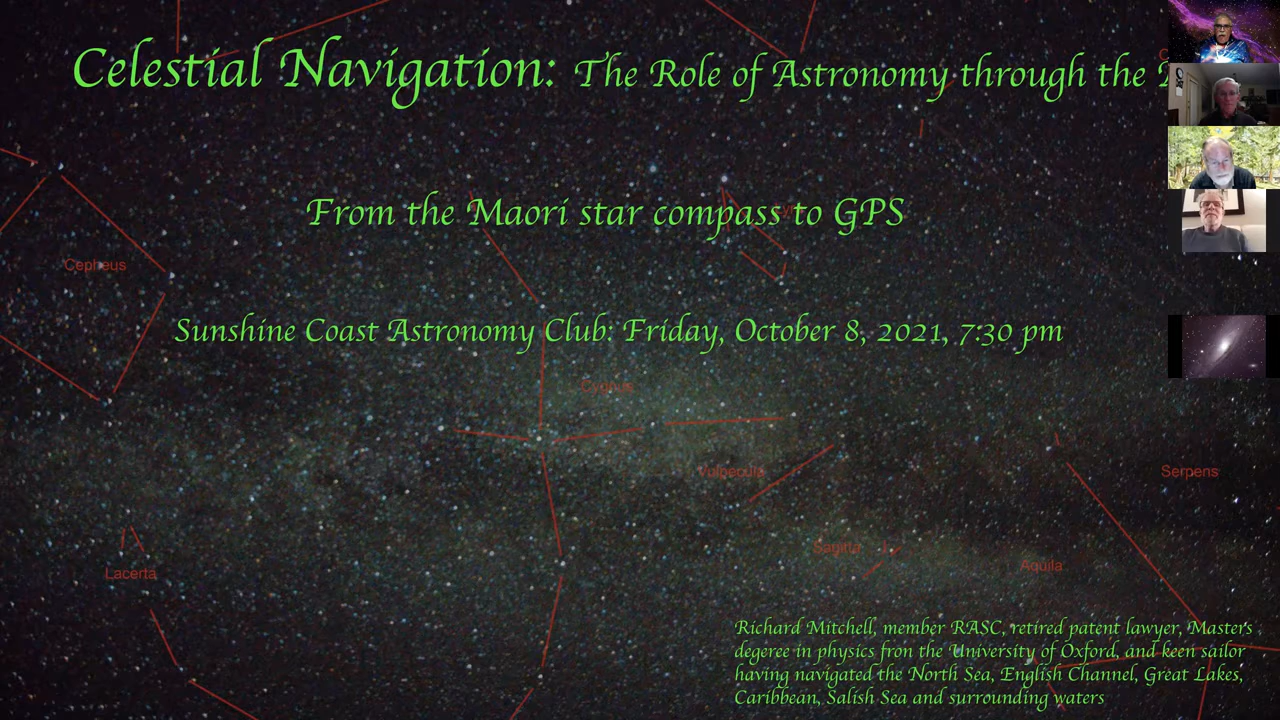 Celestial Navigation: The Role of Astronomy through the
From the Maori star compass to GPS
Cepheus
Sunshine Coast Astronomy Club: Friday, October 8, 2021, 7:30 pm
Cygnus
Vulpecula
Serpens
Sagitta
Aquila
Lacerta
Richard Mitchell, member RASC, retired patent lawyer, Master's
degeree in physics fron the University of Oxford, and keen sailor
having navigated the North Sea, English Channel, Great Lakes,
Caribbean, Salish Sea and surrounding waters